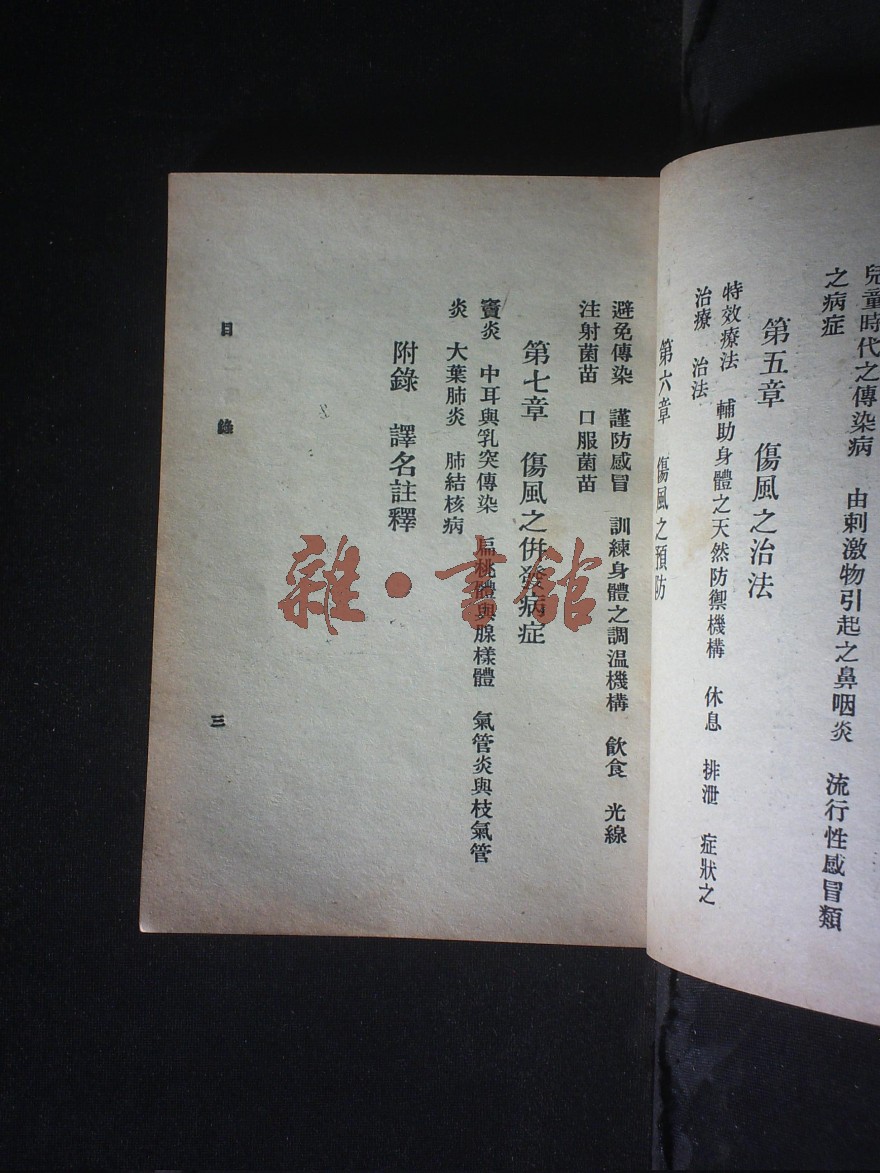 兒童時代之傳染病　由刺激物引起之鼻咽炎　流行性感冒類
之病症
第五章　傷風之治法
特效療法　輔助身體之天然防禦機構　休息　排泄　症狀之
治療　治法
第六章　傷風之預防
避免傳染　謹防感冒　訓練身體之調溫機構　飲食　光線
注射菌苗　口服菌苗
第七章　傷風之併發病症
竇炎　中耳與乳突傳染　扁桃體與腺樣體　氣管炎與枝氣管
炎　大葉肺炎　肺結核病
附錄　譯名註釋
目錄
三
雜·書館